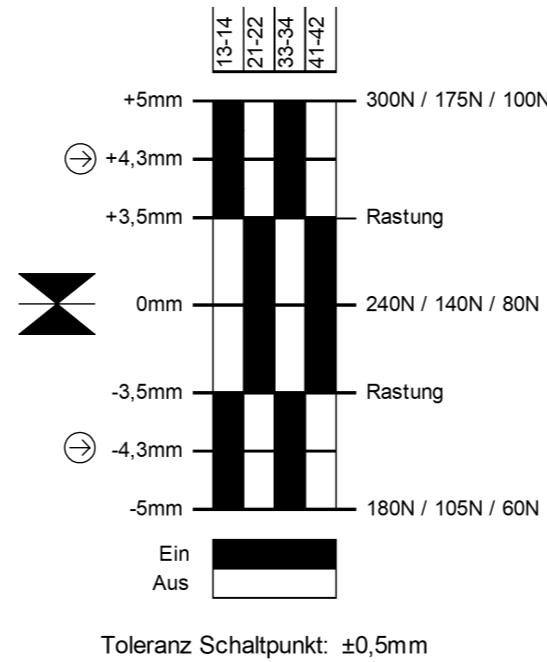 13-14 21-22 33-34 41-42
+5mm 300N / 175N / 100N
+4,3mm
+3,5mm Rastung
0mm 240N / 140N / 80N
-3,5mm Rastung
-4,3mm
-5mm 180N / 105N / 60N
Ein
Aus
Toleranz Schaltpunkt: ±0,5mm